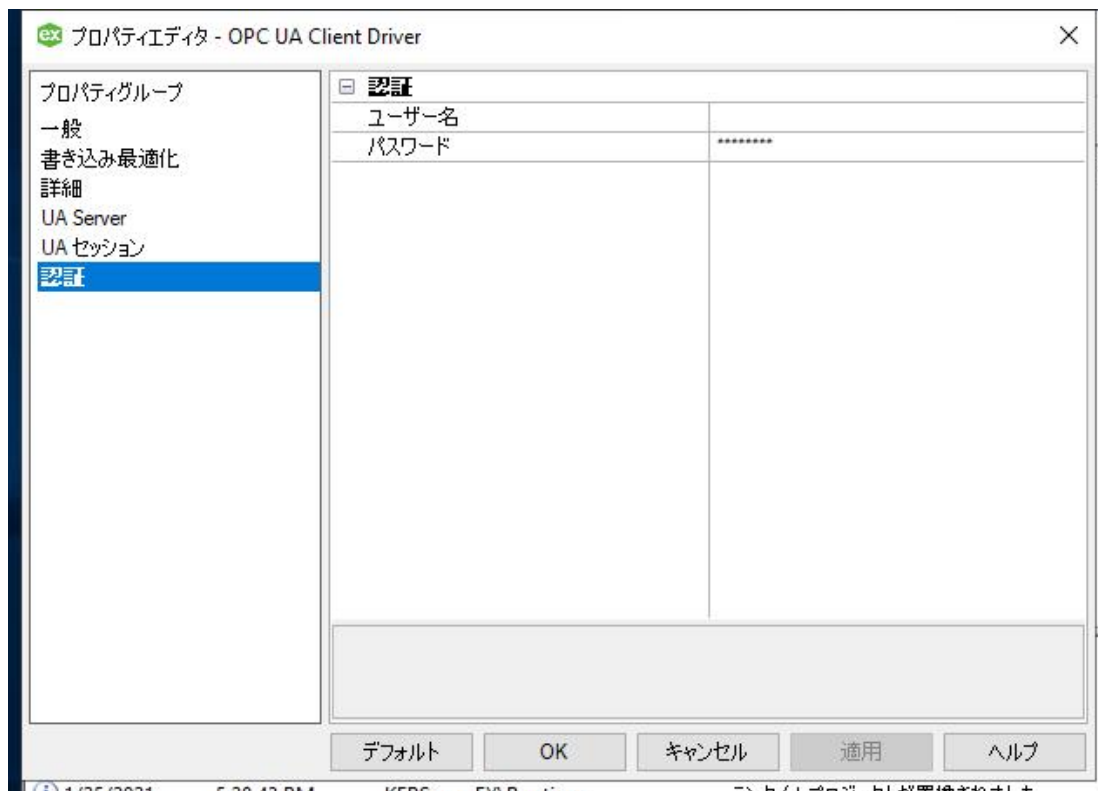 ex プロパティエディタ - OPC UA Client Driver
プロパティグループ
一般
書き込み最適化
詳細
UA Server
UA セッション
認証
認証
ユーザー名
パスワード ********
デフォルト OK キャンセル 適用 ヘルプ